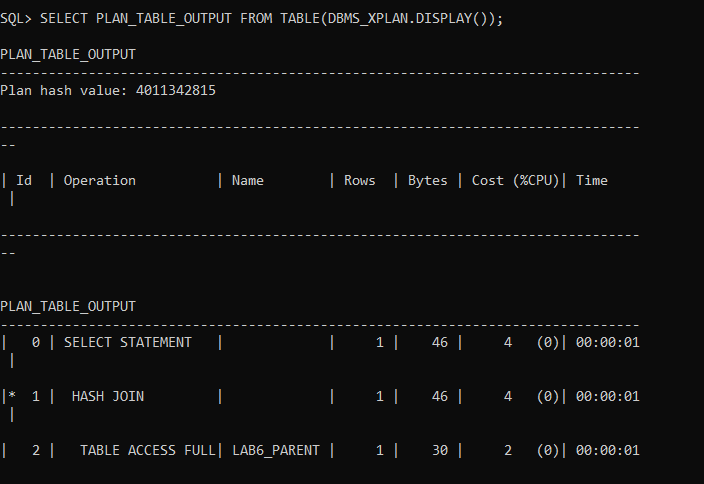 SQL> SELECT PLAN_TABLE_OUTPUT FROM TABLE(DBMS_XPLAN.DISPLAY());
PLAN_TABLE_OUTPUT
--------------------------------------------------------------------------------
Plan hash value: 4011342815
--------------------------------------------------------------------------------
--
| Id  | Operation          | Name        | Rows  | Bytes | Cost (%CPU)| Time
 |
--------------------------------------------------------------------------------
--
PLAN_TABLE_OUTPUT
--------------------------------------------------------------------------------
|   0 | SELECT STATEMENT   |             |     1 |    46 |     4   (0)| 00:00:01
 |
|*  1 |  HASH JOIN         |             |     1 |    46 |     4   (0)| 00:00:01
|
|   2 |   TABLE ACCESS FULL| LAB6_PARENT |     1 |    30 |     2   (0)| 00:00:01